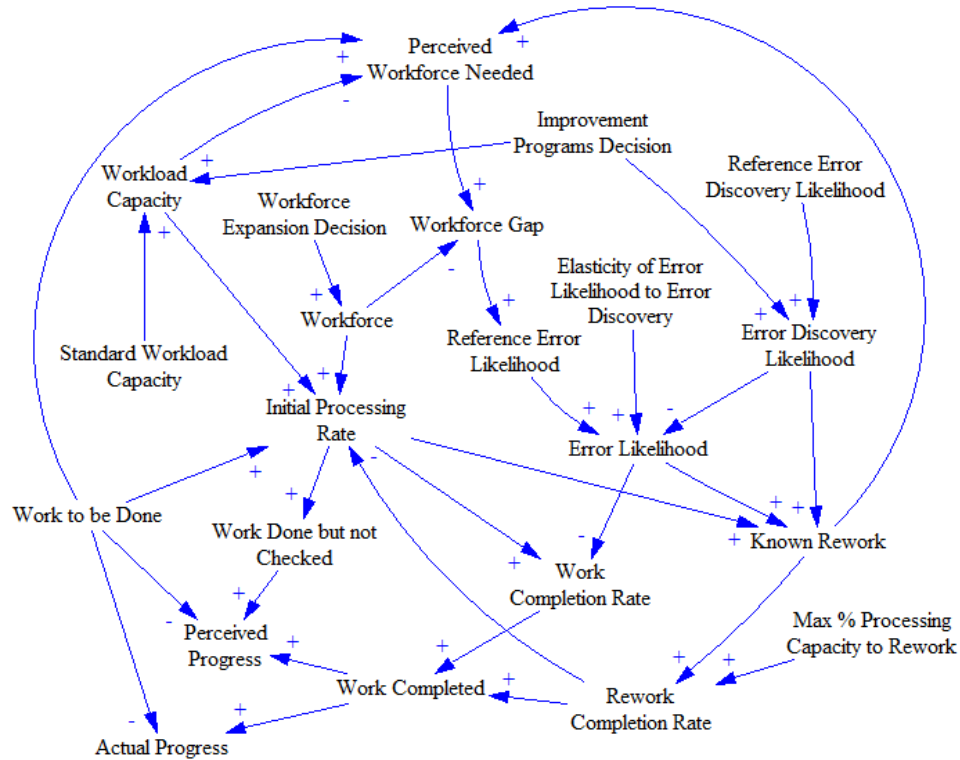 Perceived
Workforce Needed
+
+
-
Improvement
Programs Decision
Reference Error
Discovery Likelihood
Workload
Capacity
+
+
Workforce
Expansion Decision
+
Workforce Gap
-
Elasticity of Error
Likelihood to Error
Discovery
+
Workforce
+
+
+
Error Discovery
Likelihood
Standard Workload
Capacity
Reference Error
Likelihood
+
+
Initial Processing
Rate
+
+
-
Error Likelihood
-
+
+
Work to be Done
Work Done but not
Checked
+
+
+
Known Rework
-
+
Work
Completion Rate
-
+
Perceived
Progress
+
+
Work Completed
+
Rework
Completion Rate
+
+
Max % Processing
Capacity to Rework
-
+
Actual Progress